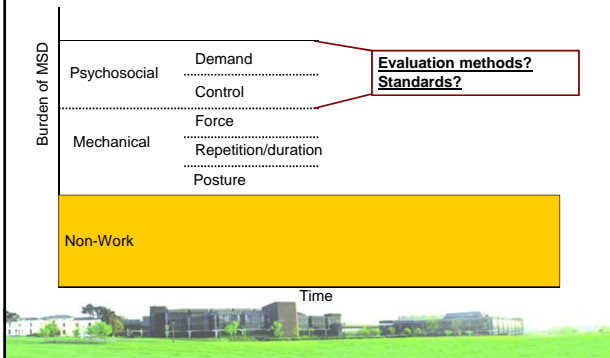 Burden of MSD
Psychosocial
Demand
Control
Evaluation methods?
Standards?
Mechanical
Force
Repetition/duration
Posture
Non-Work
Time